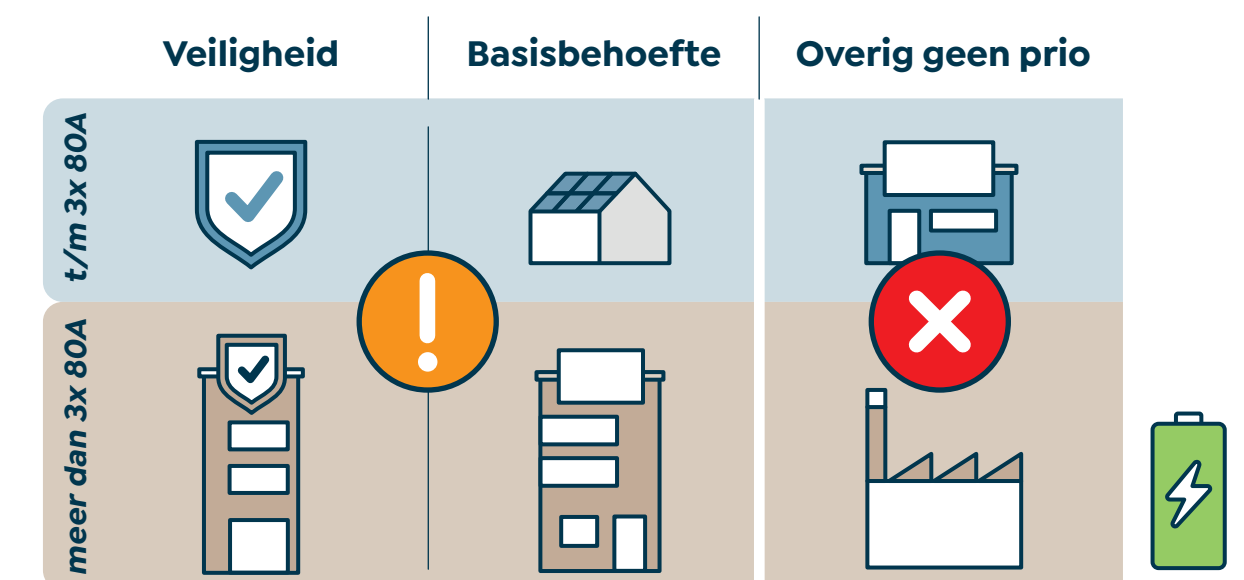 Veiligheid
Basisbehoefte
Overig geen prio
t/m 3x 80A
meer dan 3x 80A